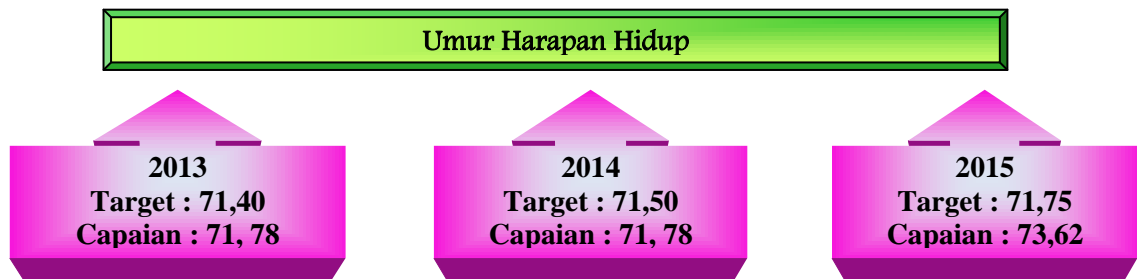 Umur Harapan Hidup
2013
Target : 71,40
Capaian : 71, 78
2014
Target : 71,50
Capaian : 71, 78
2015
Target : 71,75
Capaian : 73,62